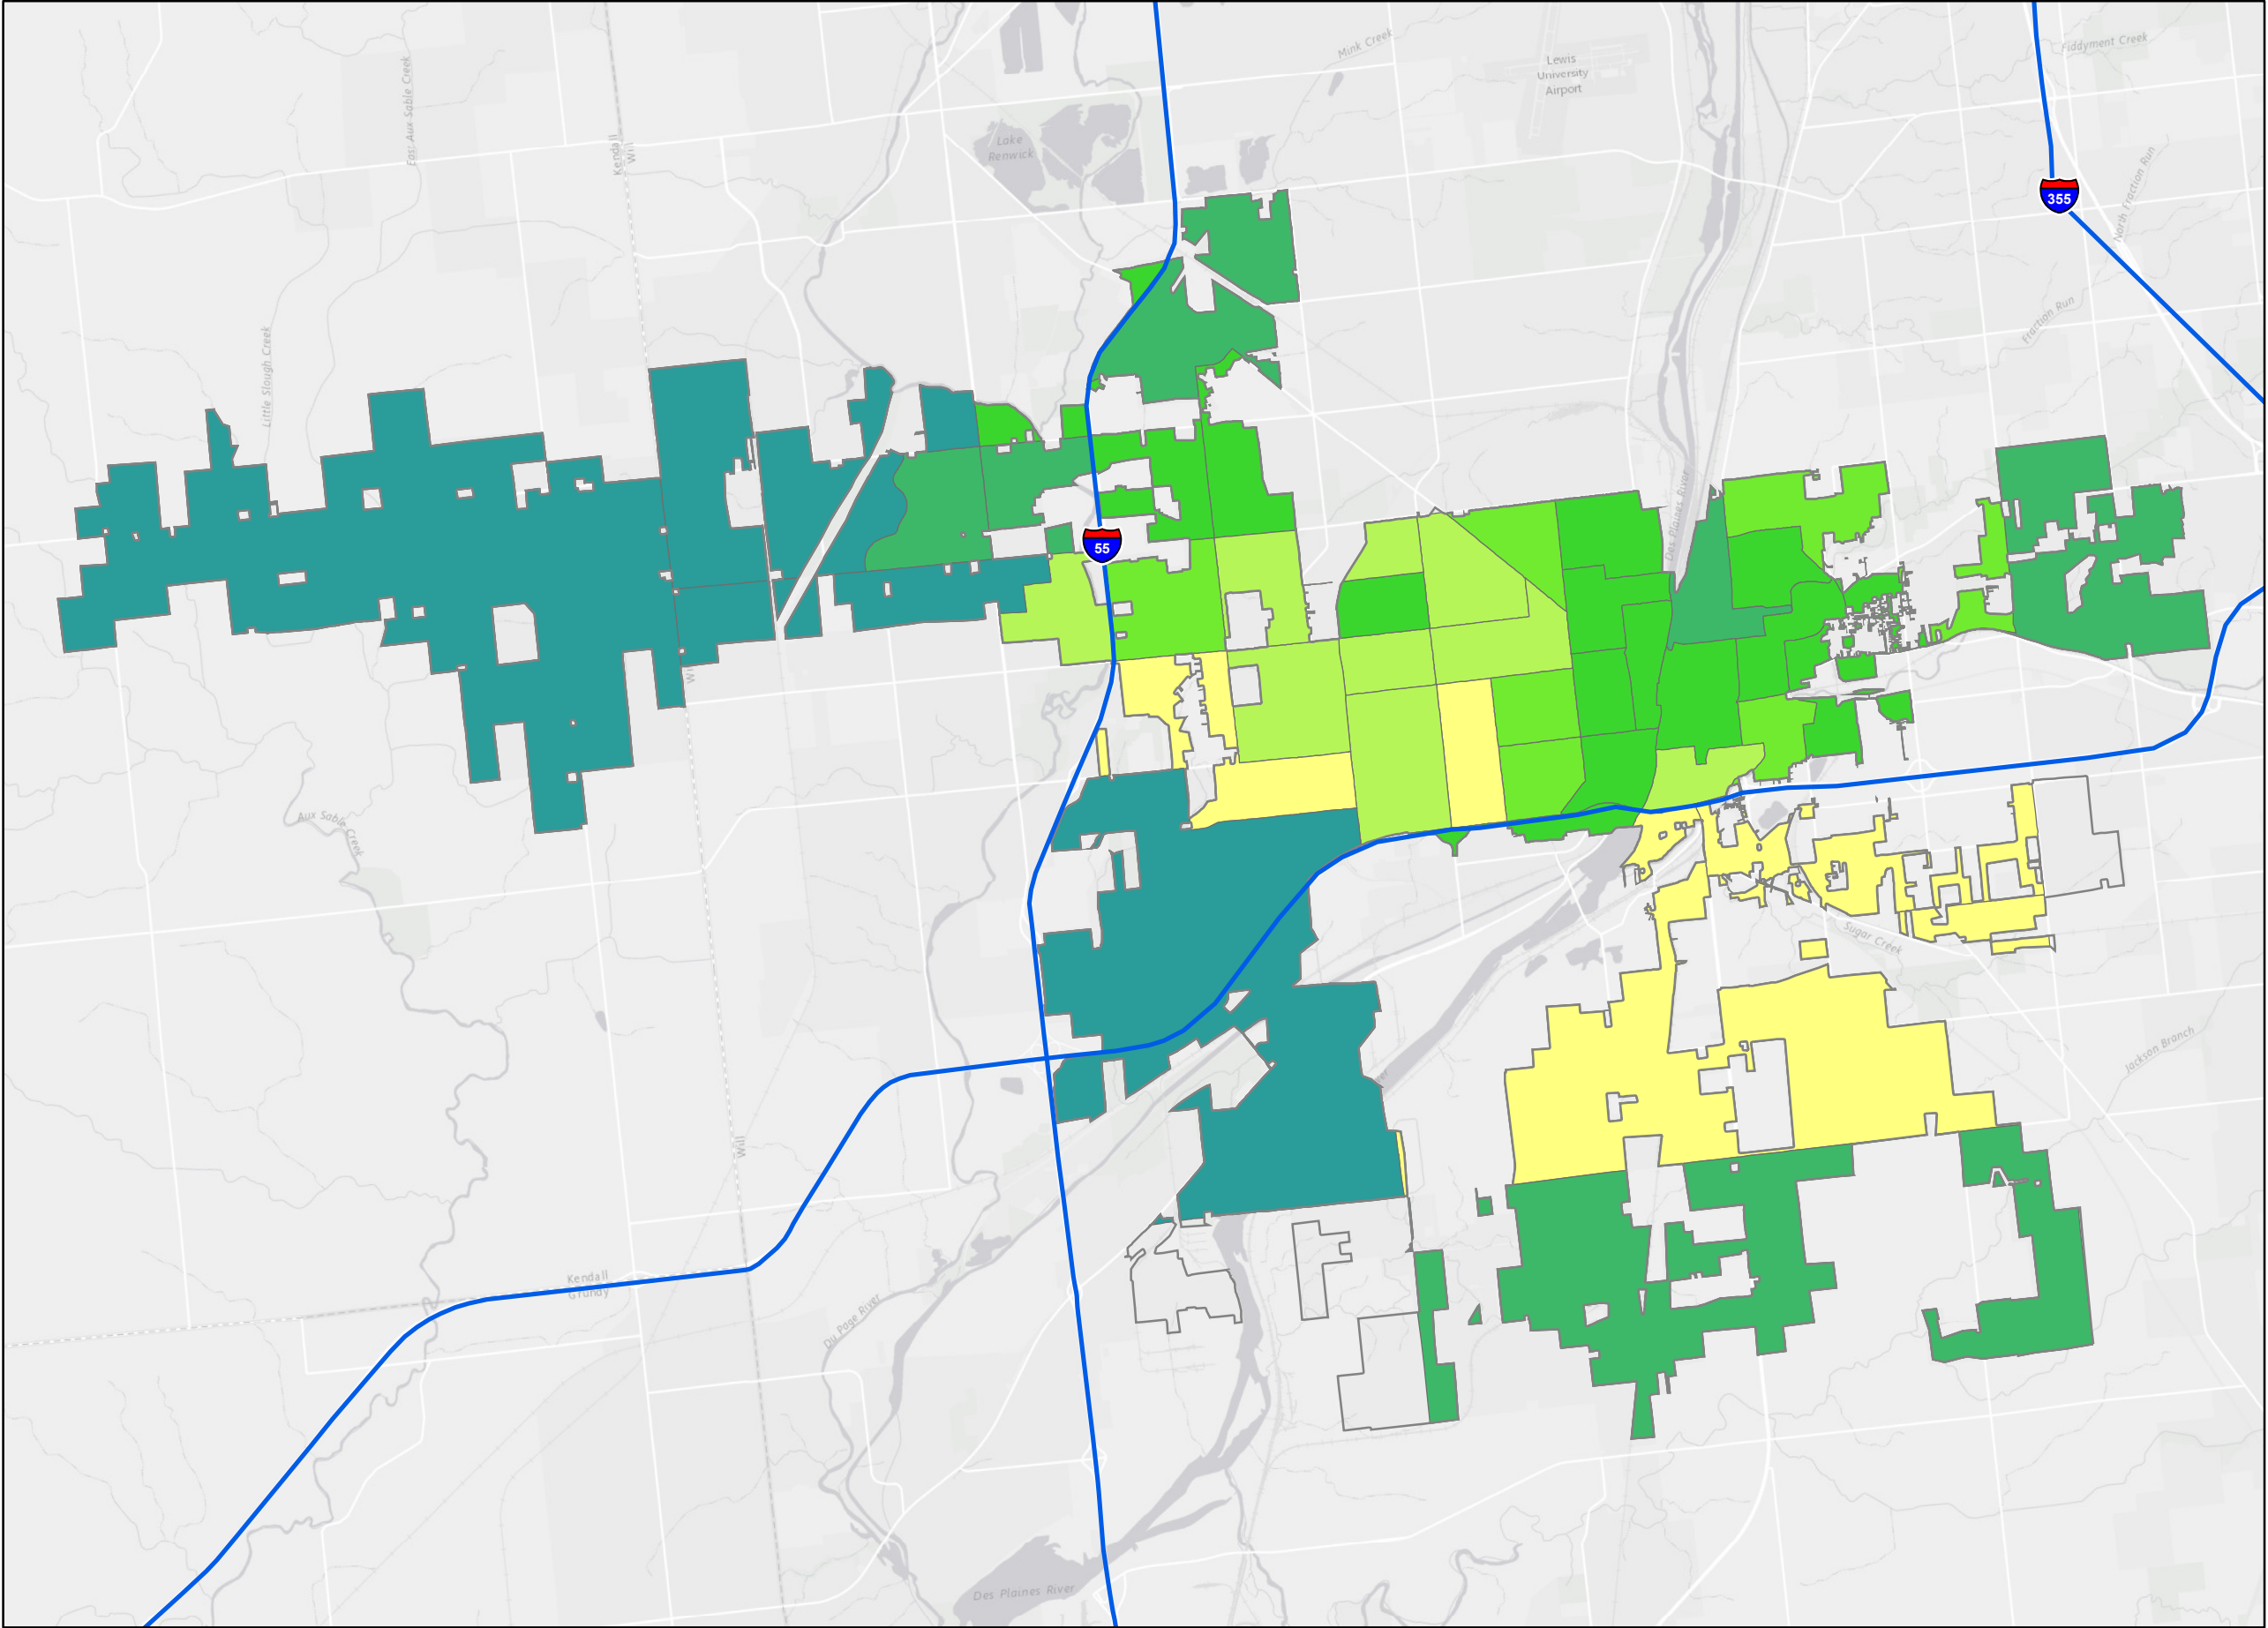 Mink Creek
Fiddyment Creek
Lewis
University
Airport
East Aux Sable Creek
Kendall
Will
Lake
Renwick
355
North Fraction Run
Fraction Run
Little Slough Creek
Des Plaines River
55
Will
Aux Sable Creek
Sugar Creek
Jackson Branch
Will
Kendall
Grundy
Du Page River
Des Plaines River